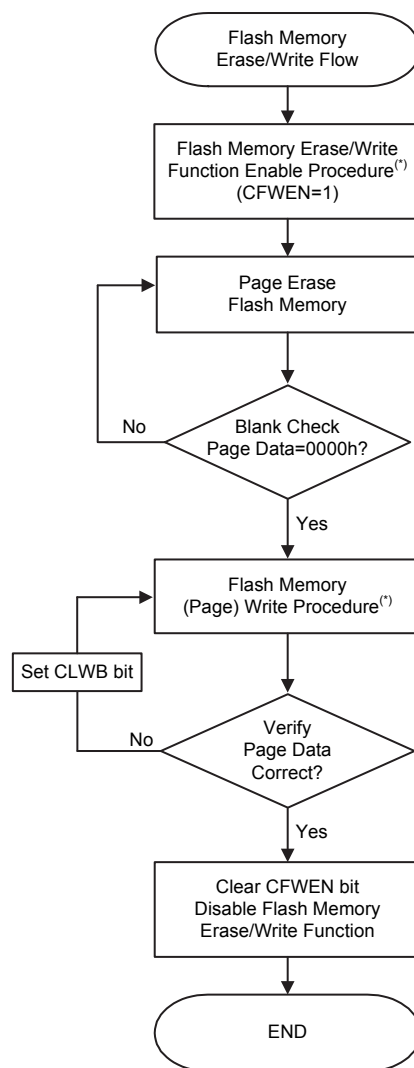 Flash Memory
Erase/Write Flow
Flash Memory Erase/Write
Function Enable Procedure(*)
(CFWEN=1)
Page Erase
Flash Memory
Blank Check
Page Data=0000h?
No
Yes
Flash Memory
(Page) Write Procedure(*)
Set CLWB bit
Verify
Page Data
Correct?
No
Yes
Clear CFWEN bit
Disable Flash Memory
Erase/Write Function
END